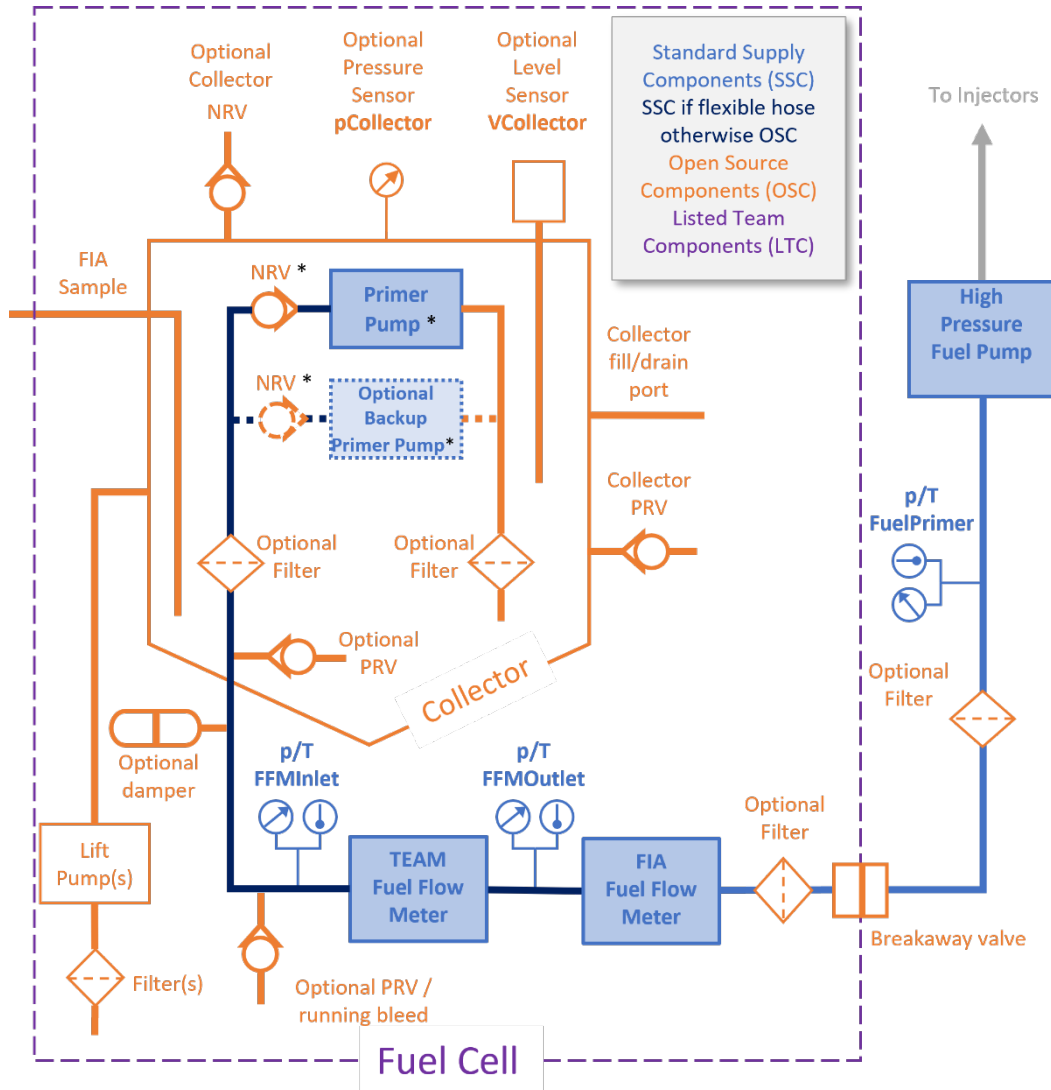 Optional
Collector
NRV
Optional
Pressure
Sensor
pCollector
Optional
Level
Sensor
VCollector
Standard Supply
Components (SSC)
SSC if flexible hose
otherwise OSC
Open Source
Components (OSC)
Listed Team
Components (LTC)
To Injectors
FIA
Sample
NRV *
Primer
Pump *
NRV *
Optional
Backup
Primer Pump*
Collector
fill/drain
port
High
Pressure
Fuel Pump
Collector
PRV
p/T
FuelPrimer
Optional
Filter
Optional
Filter
Optional
PRV
Collector
Optional
Filter
Optional
damper
p/T
FFMInlet
p/T
FFMOutlet
Optional
Filter
Lift
Pump(s)
TEAM
Fuel Flow
Meter
FIA
Fuel Flow
Meter
Breakaway valve
Filter(s)
Optional PRV /
running bleed
Fuel Cell